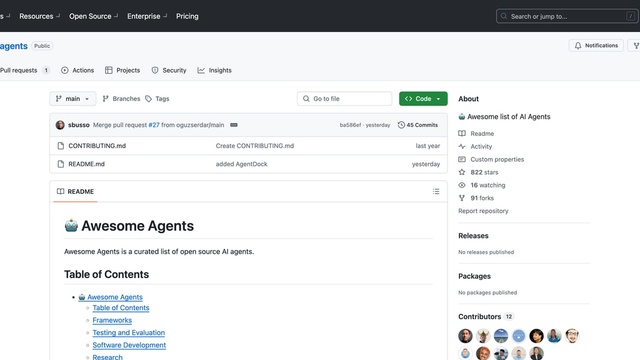 s Resources Open Source Enterprise Pricing Search or jump to... /
agents Public Notifications
Pull requests 1 Actions Projects Security Insights
main Branches Tags Go to file Code
sbusso Merge pull request #27 from oguzserdar/main ba586ef · yesterday 45 Commits
CONTRIBUTING.md Create CONTRIBUTING.md last year
README.md added AgentDock yesterday
README
Awesome Agents
Awesome Agents is a curated list of open source AI agents.
Table of Contents
Awesome Agents
Table of Contents
Frameworks
Testing and Evaluation
Software Development
Research
About
Awesome list of AI Agents
Readme
Activity
Custom properties
822 stars
16 watching
91 forks
Report repository
Releases
No releases published
Packages
No packages published
Contributors 12